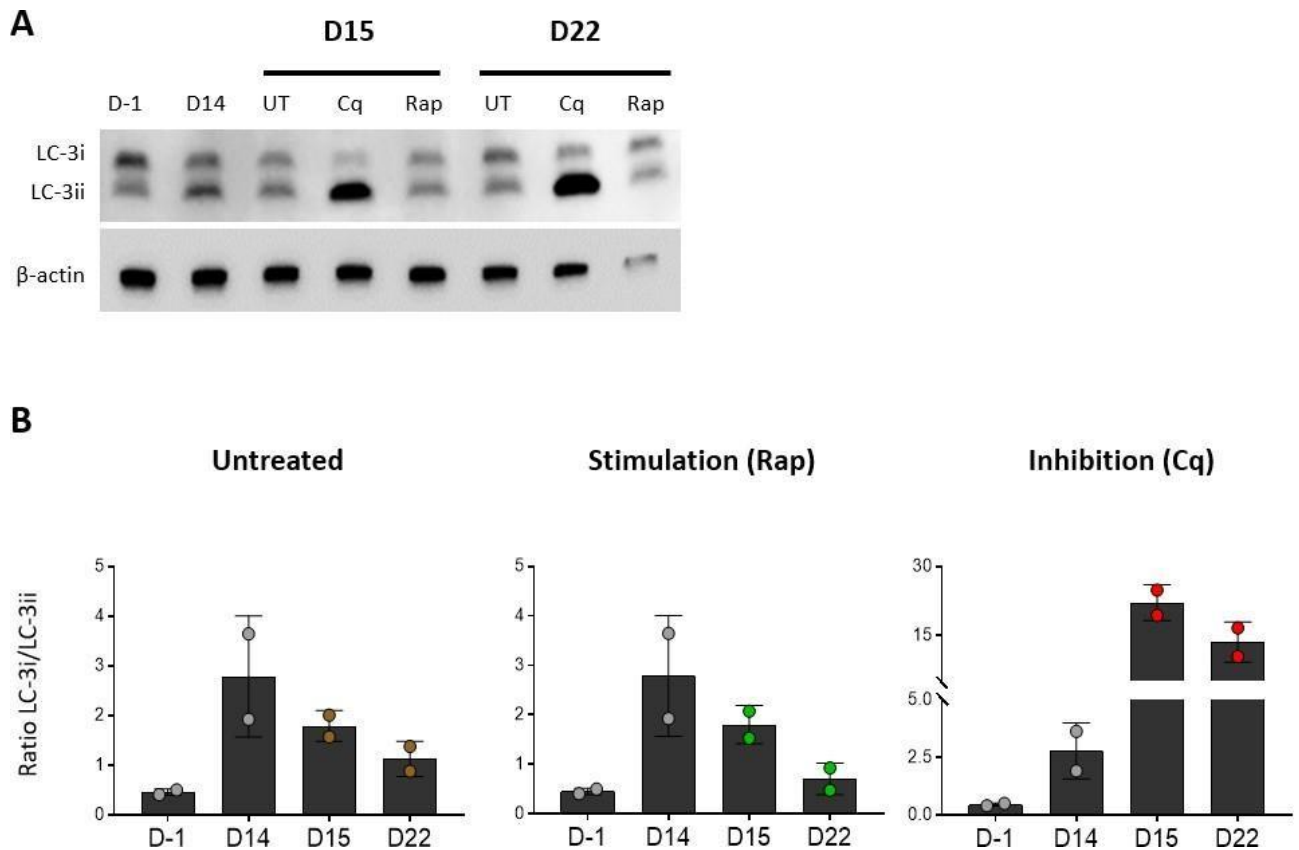 A
D15 D22
D-1 D14 UT Cq Rap UT Cq Rap
LC-3i
LC-3ii
β-actin
B
Untreated Stimulation (Rap) Inhibition (Cq)
Ratio LC-3i/LC-3ii
5
4
3
2
1
0
D-1 D14 D15 D22
5
4
3
2
1
0
D-1 D14 D15 D22
30
15
5.0
2.5
0.0
D-1 D14 D15 D22